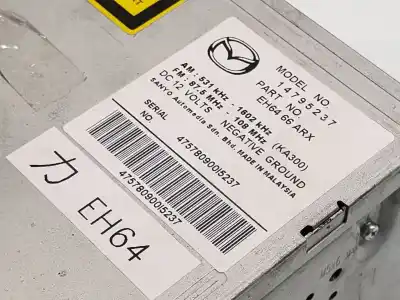 MODEL NO.
14795237
PART NO.
EH64 66 ARX
AM : 531 kHz - 1602 kHz (KA300)
FM : 87.5 MHz - 108 MHz
DC 12 VOLTS NEGATIVE GROUND
SANYO Automedia Sdn. Bhd. MADE IN MALAYSIA
SERIAL
NO.
4757809005237
4757809005237
カ EH64